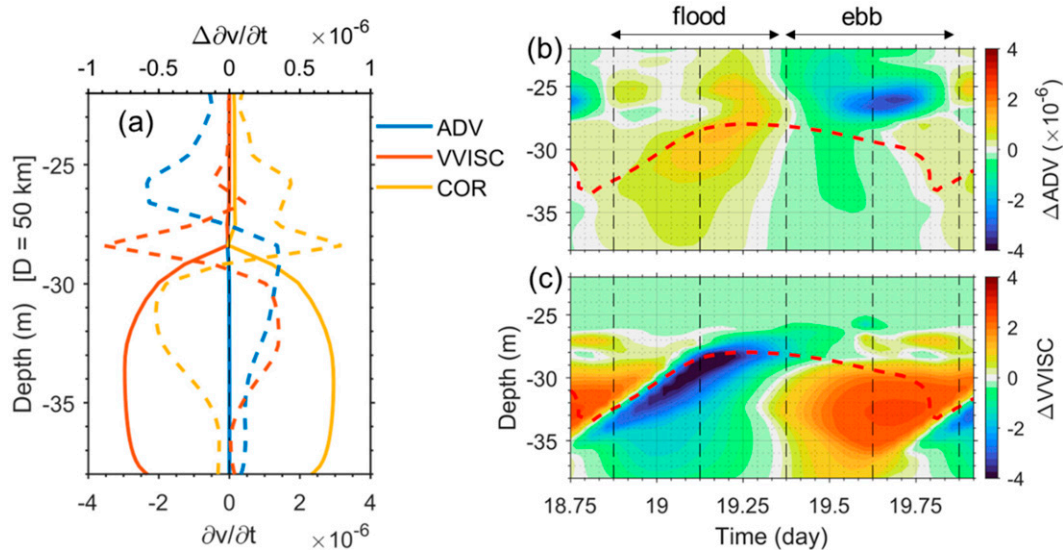 Δ∂v/∂t ×10⁻⁶
-1 -0.5 0 0.5 1
(a)
Depth (m) [D = 50 km]
-25
-30
-35
-4 -2 0 2 4
∂v/∂t ×10⁻⁶
ADV
VVISC
COR
flood ebb
(b)
-25
-30
-35
4
2
0
-2
-4
ΔADV (×10⁻⁶)
(c)
Depth (m)
-25
-30
-35
18.75 19 19.25 19.5 19.75
Time (day)
4
2
0
-2
-4
ΔVVISC